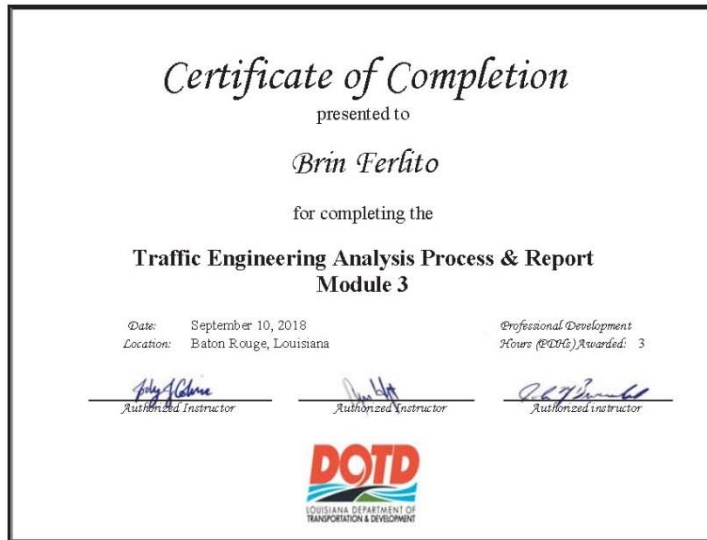 Certificate of Completion
presented to
Brin Ferlito
for completing the
Traffic Engineering Analysis Process & Report
Module 3
Date: September 10, 2018
Location: Baton Rouge, Louisiana
Professional Development
Hours (PDHs) Awarded: 3
Authorized Instructor
Authorized Instructor
Authorized instructor
DOTD
LOUISIANA DEPARTMENT OF
TRANSPORTATION & DEVELOPMENT